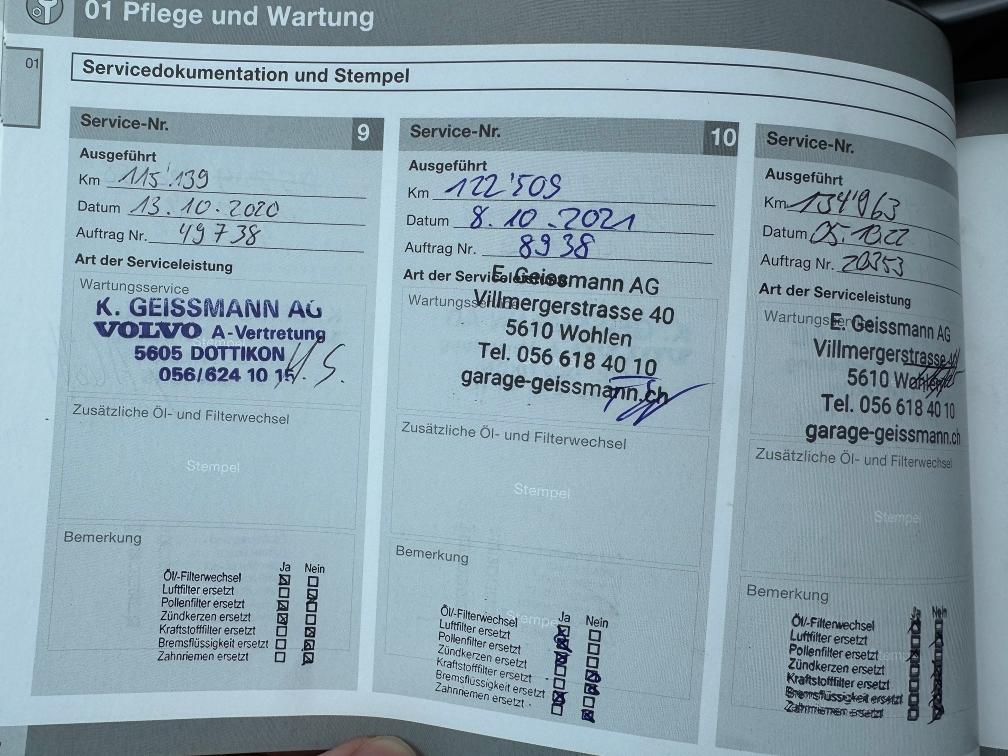 01 Pflege und Wartung
01
Servicedokumentation und Stempel
Service-Nr. 9
Ausgeführt
Km 115'139
Datum 13.10.2020
Auftrag Nr. 49738
Art der Serviceleistung
Wartungsservice
K. GEISSMANN AG
VOLVO A-Vertretung
5605 DOTTIKON
056/624 10 15
Zusätzliche Öl- und Filterwechsel
Stempel
Bemerkung
Ja Nein
Öl/-Filterwechsel
Luftfilter ersetzt
Pollenfilter ersetzt
Zündkerzen ersetzt
Kraftstofffilter ersetzt
Bremsflüssigkeit ersetzt
Zahnriemen ersetzt
Service-Nr. 10
Ausgeführt
Km 122'509
Datum 8.10.2021
Auftrag Nr. 8938
Art der Serviceleistung
E. Geissmann AG
Wartungsservice
Villmergerstrasse 40
5610 Wohlen
Tel. 056 618 40 10
garage-geissmann.ch
Zusätzliche Öl- und Filterwechsel
Stempel
Bemerkung
Stempel
Ja Nein
Öl/-Filterwechsel
Luftfilter ersetzt
Pollenfilter ersetzt
Zündkerzen ersetzt
Kraftstofffilter ersetzt
Bremsflüssigkeit ersetzt
Zahnriemen ersetzt
Service-Nr.
Ausgeführt
Km 134'963
Datum 05.10.22
Auftrag Nr. 20353
Art der Serviceleistung
Wartungsser
E. Geissmann AG
Villmergerstrasse
5610 Wohlen
Tel. 056 618 40 10
garage-geissmann.ch
Zusätzliche Öl- und Filterwechsel
Stempel
Bemerkung
Ja Nein
Öl/-Filterwechsel
Luftfilter ersetzt
Pollenfilter ersetzt
Zündkerzen ersetzt
Kraftstofffilter ersetzt
Bremsflüssigkeit ersetzt
Zahnriemen ersetzt